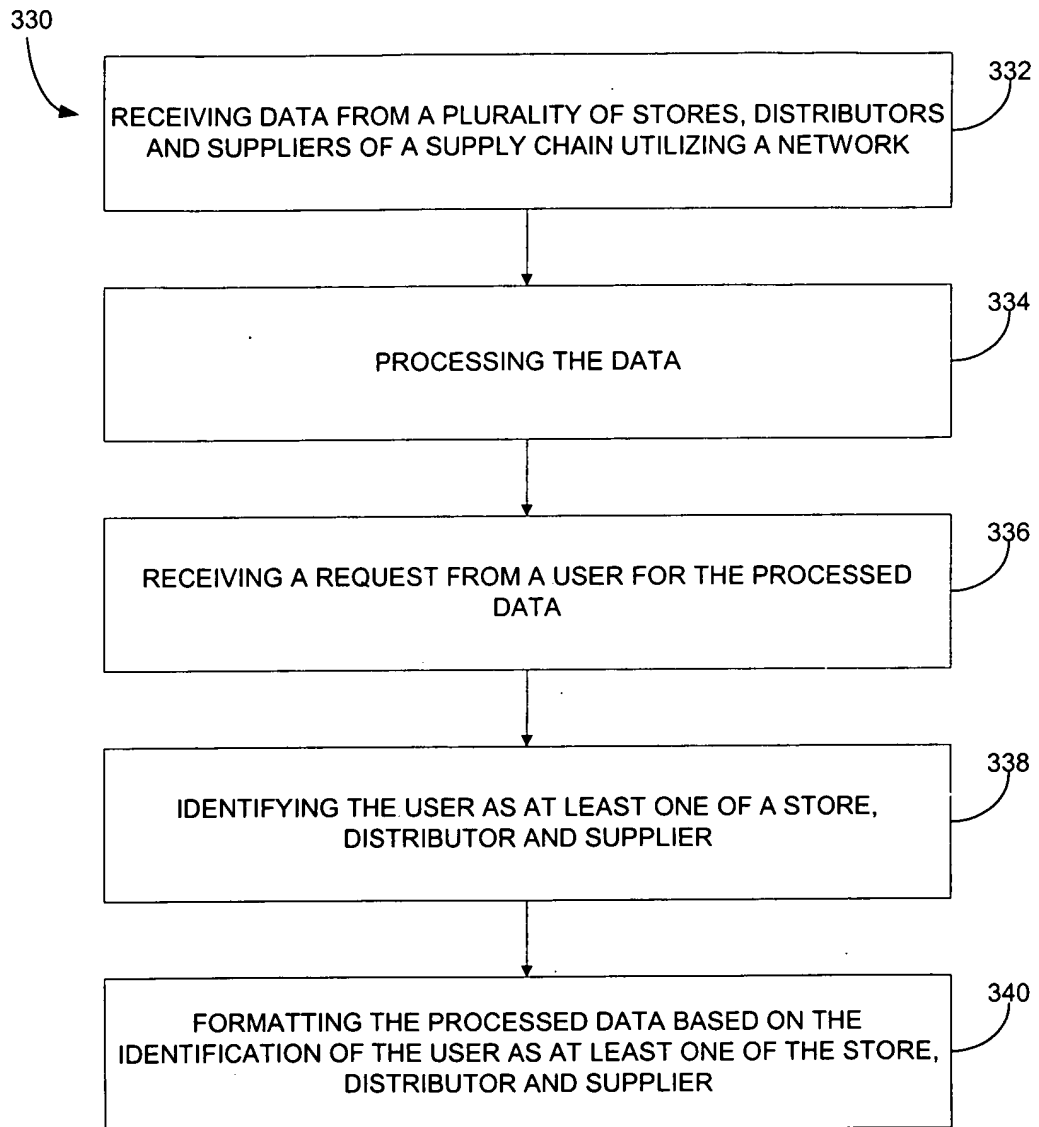 330
332
RECEIVING DATA FROM A PLURALITY OF STORES, DISTRIBUTORS
AND SUPPLIERS OF A SUPPLY CHAIN UTILIZING A NETWORK
334
PROCESSING THE DATA
336
RECEIVING A REQUEST FROM A USER FOR THE PROCESSED
DATA
338
IDENTIFYING THE USER AS AT LEAST ONE OF A STORE,
DISTRIBUTOR AND SUPPLIER
340
FORMATTING THE PROCESSED DATA BASED ON THE
IDENTIFICATION OF THE USER AS AT LEAST ONE OF THE STORE,
DISTRIBUTOR AND SUPPLIER